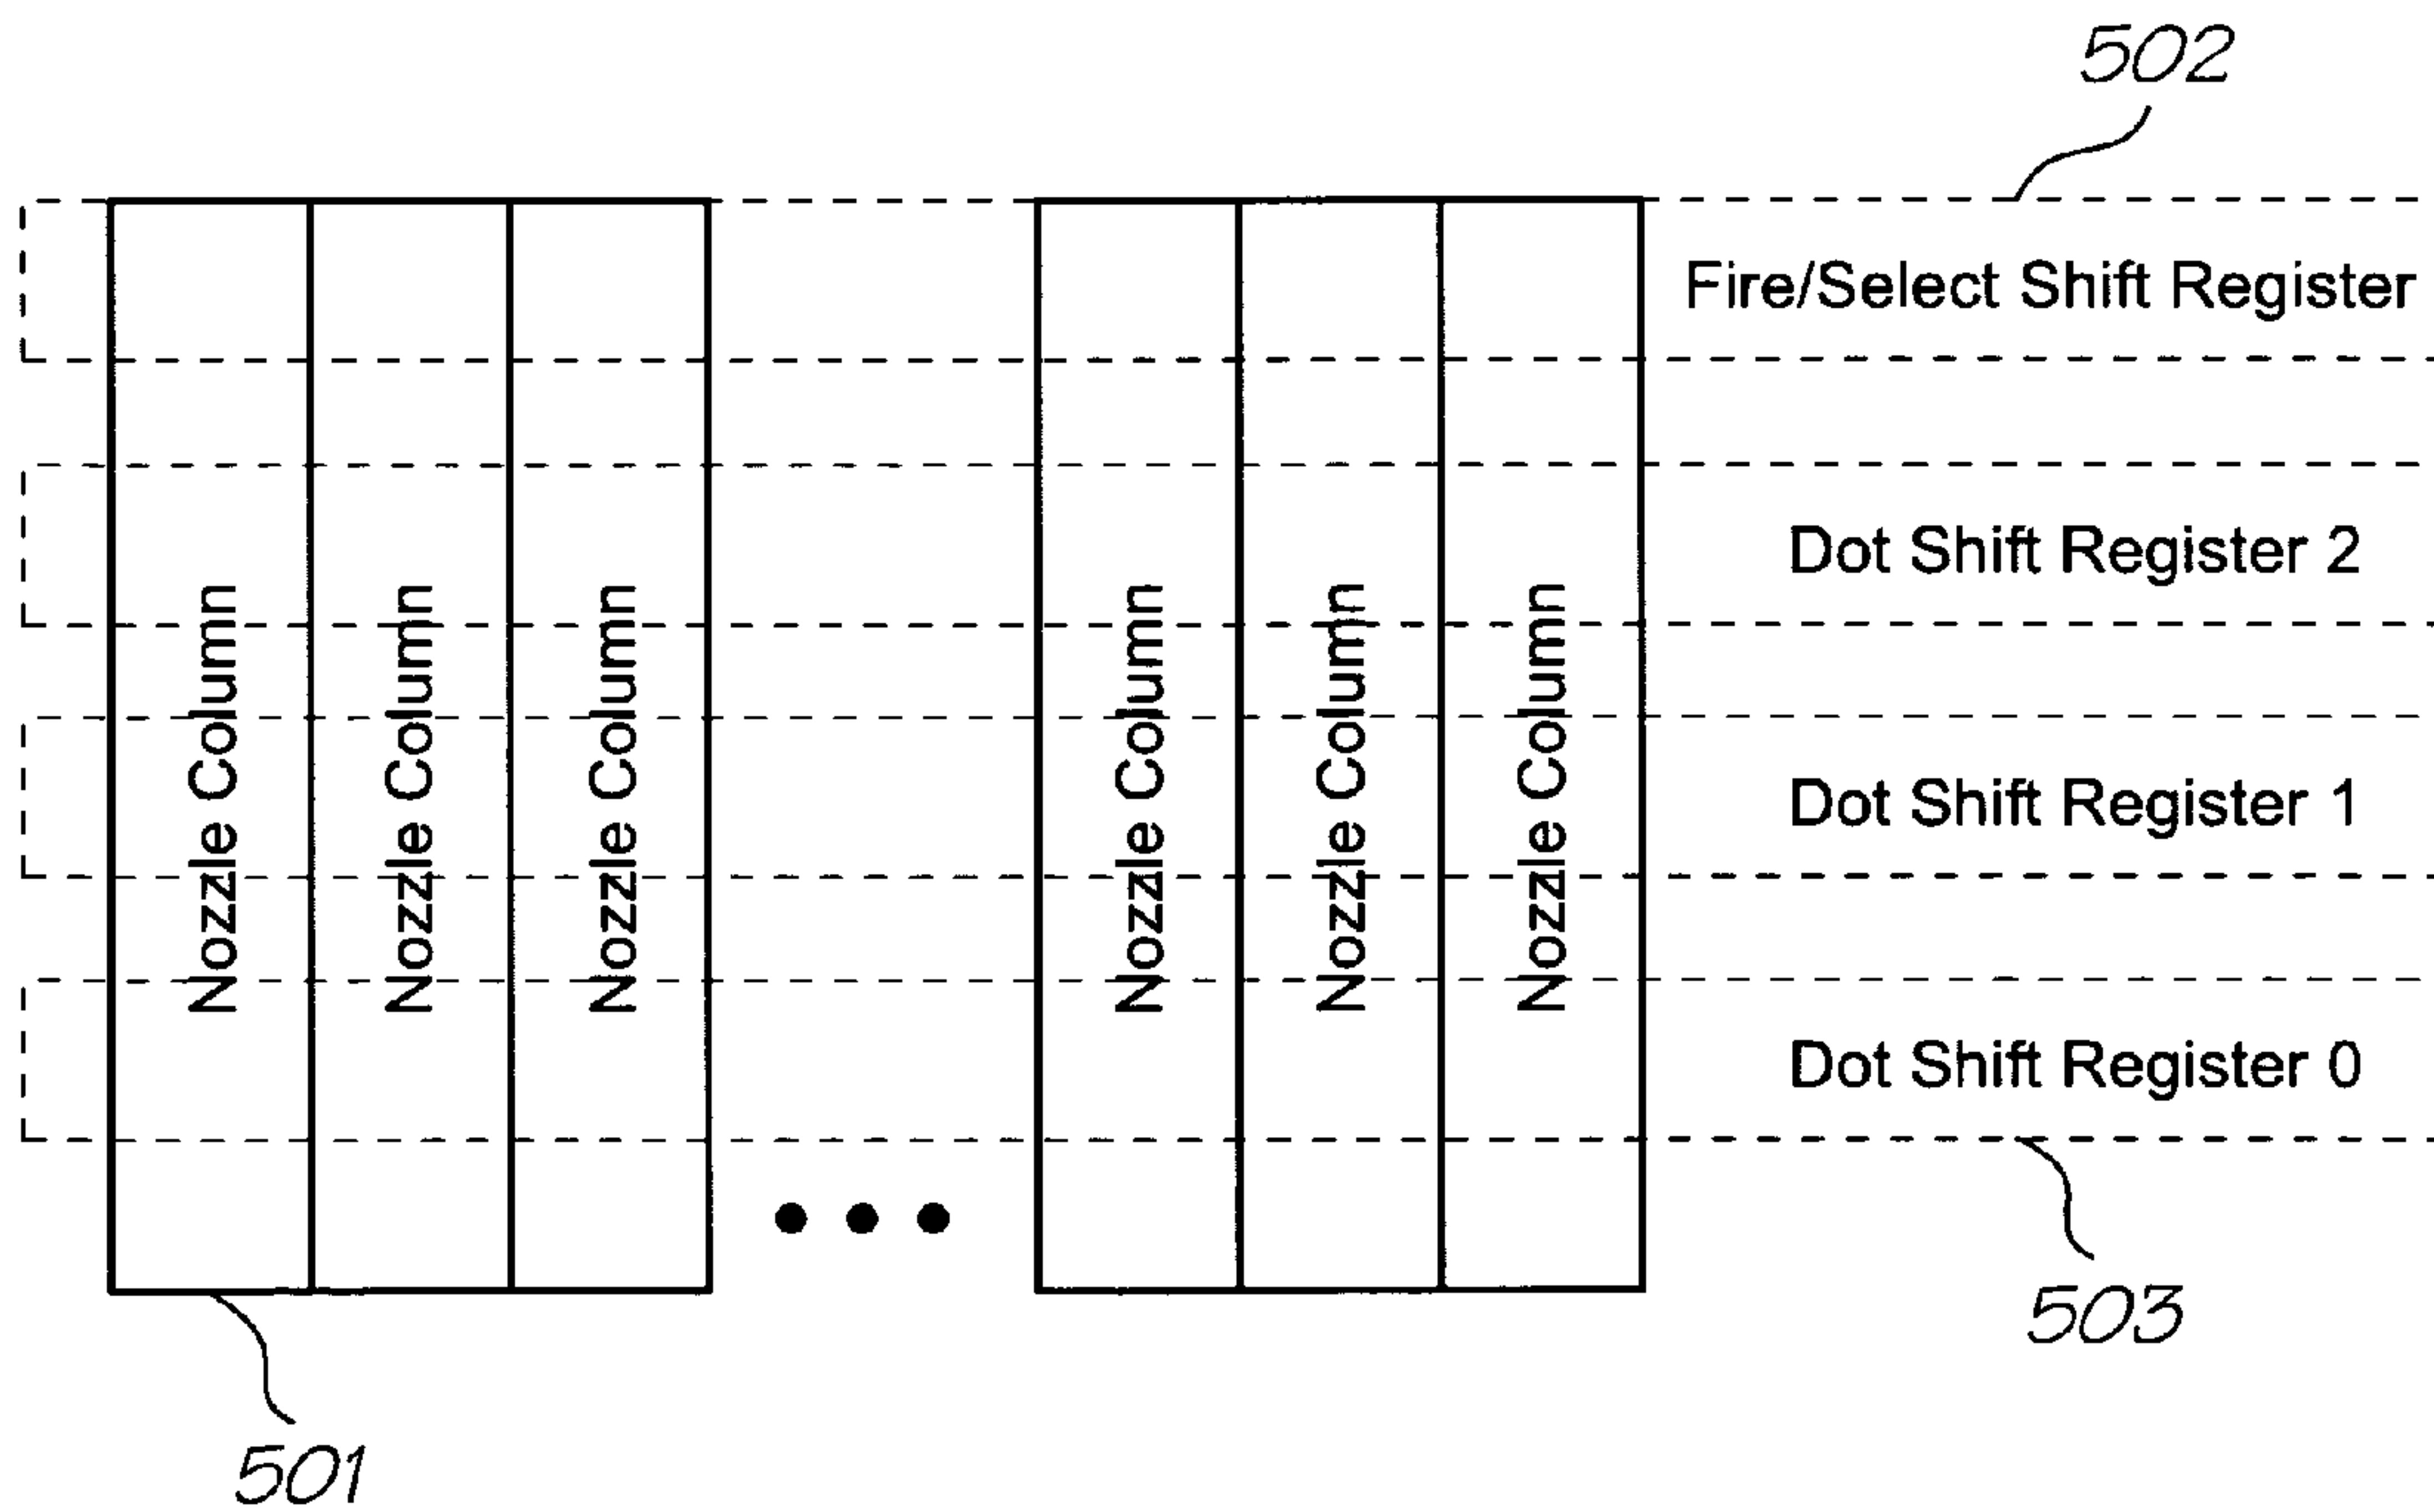 502
Fire/Select Shift Register
Dot Shift Register 2
Nozzle Column
Nozzle Column
Nozzle Column
Nozzle Column
Nozzle Column
Nozzle Column
Dot Shift Register 1
Dot Shift Register 0
503
501